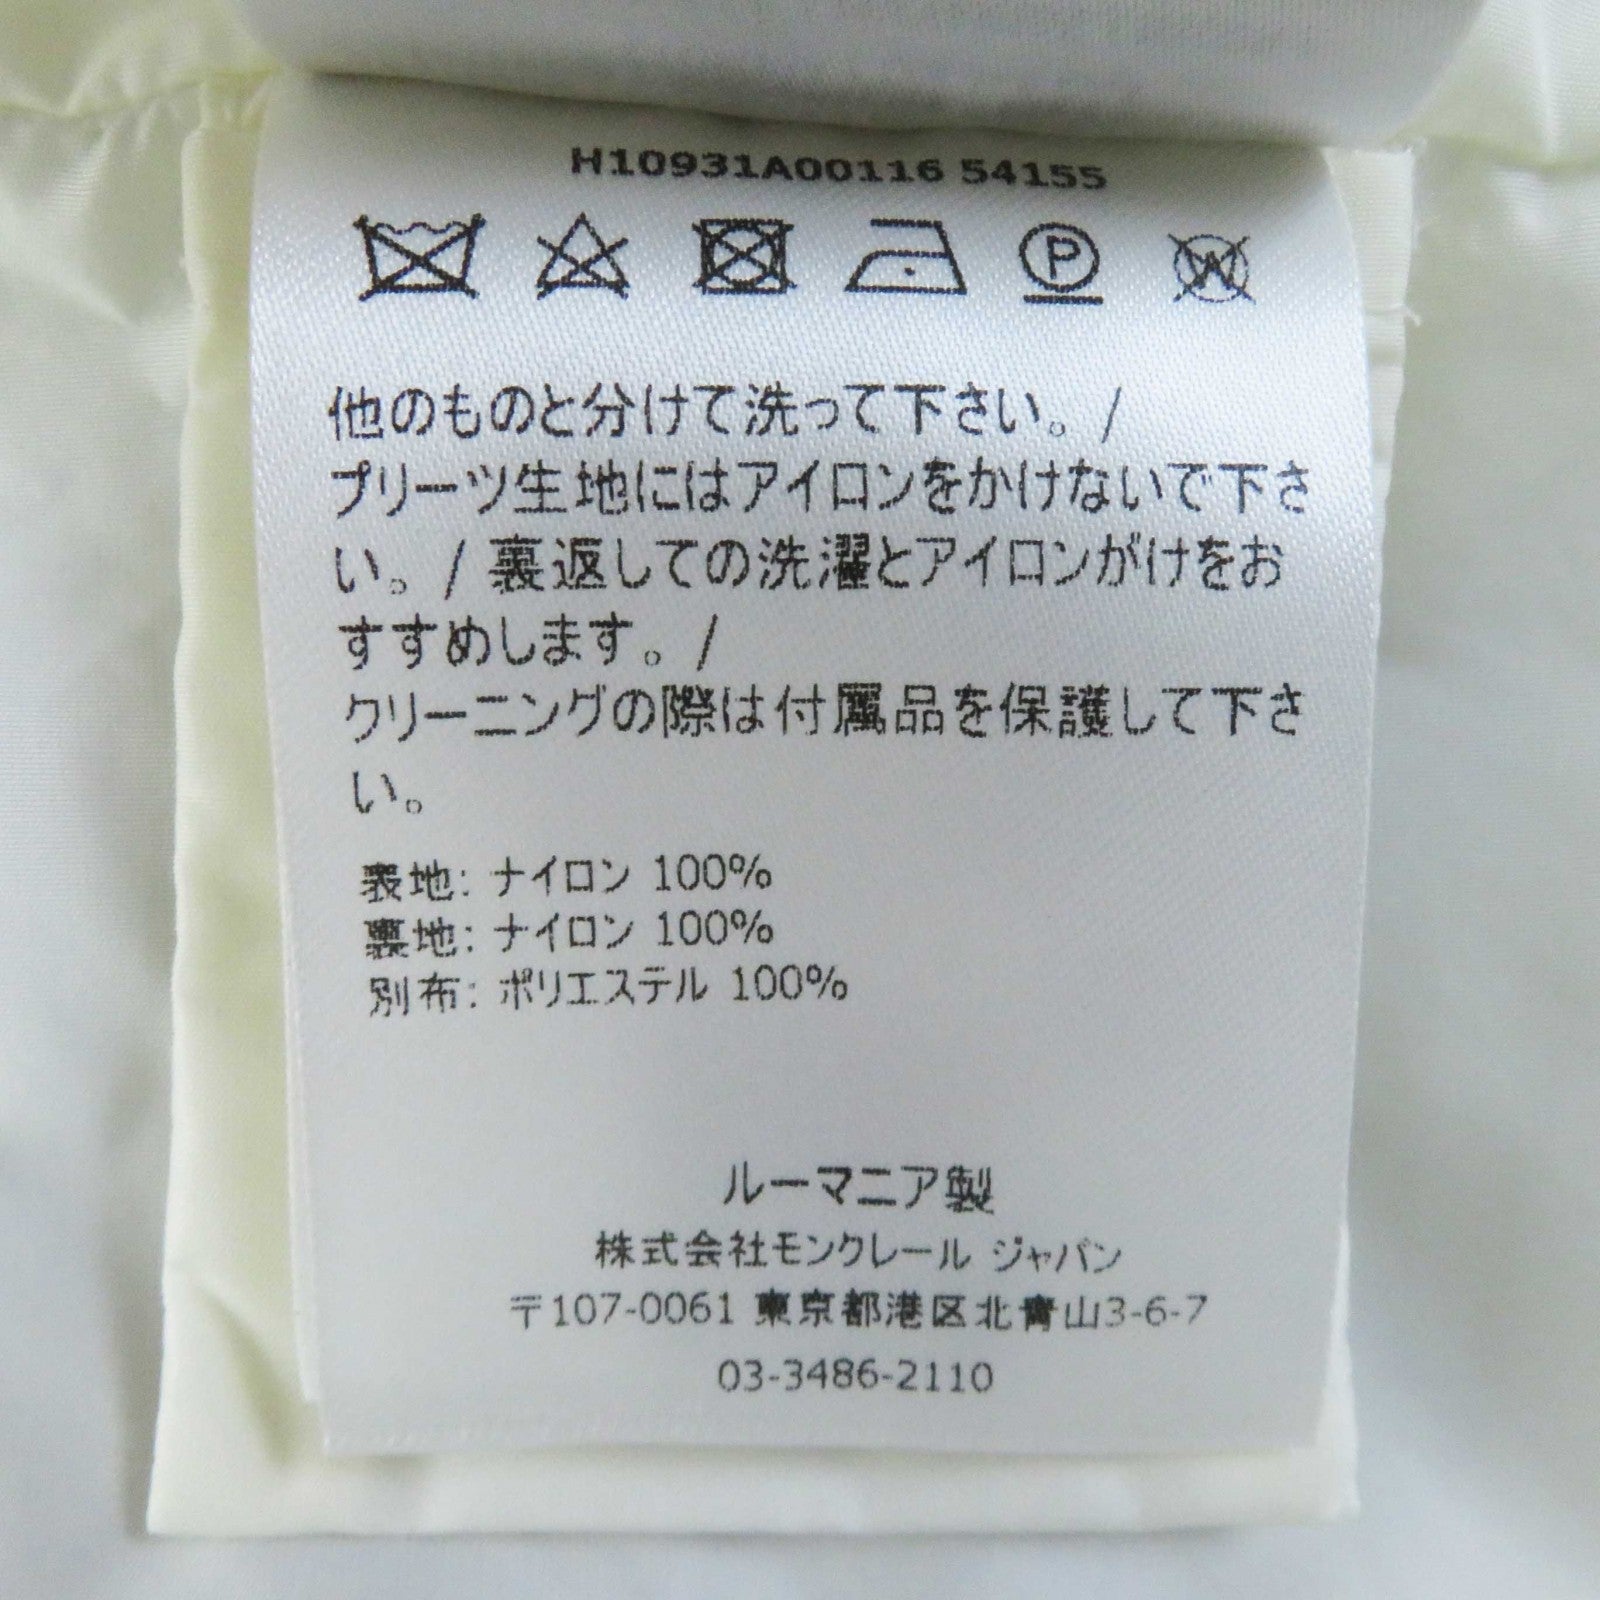 H10931A00116 54155
P W
他のものと分けて洗って下さい。/
プリーツ生地にはアイロンをかけないで下さ
い。/ 裏返しての洗濯とアイロンがけをお
すすめします。/
クリーニングの際は付属品を保護して下さ
い。
表地: ナイロン 100%
裏地: ナイロン 100%
別布: ポリエステル 100%
ルーマニア製
株式会社モンクレール ジャパン
〒107-0061 東京都港区北青山3-6-7
03-3486-2110